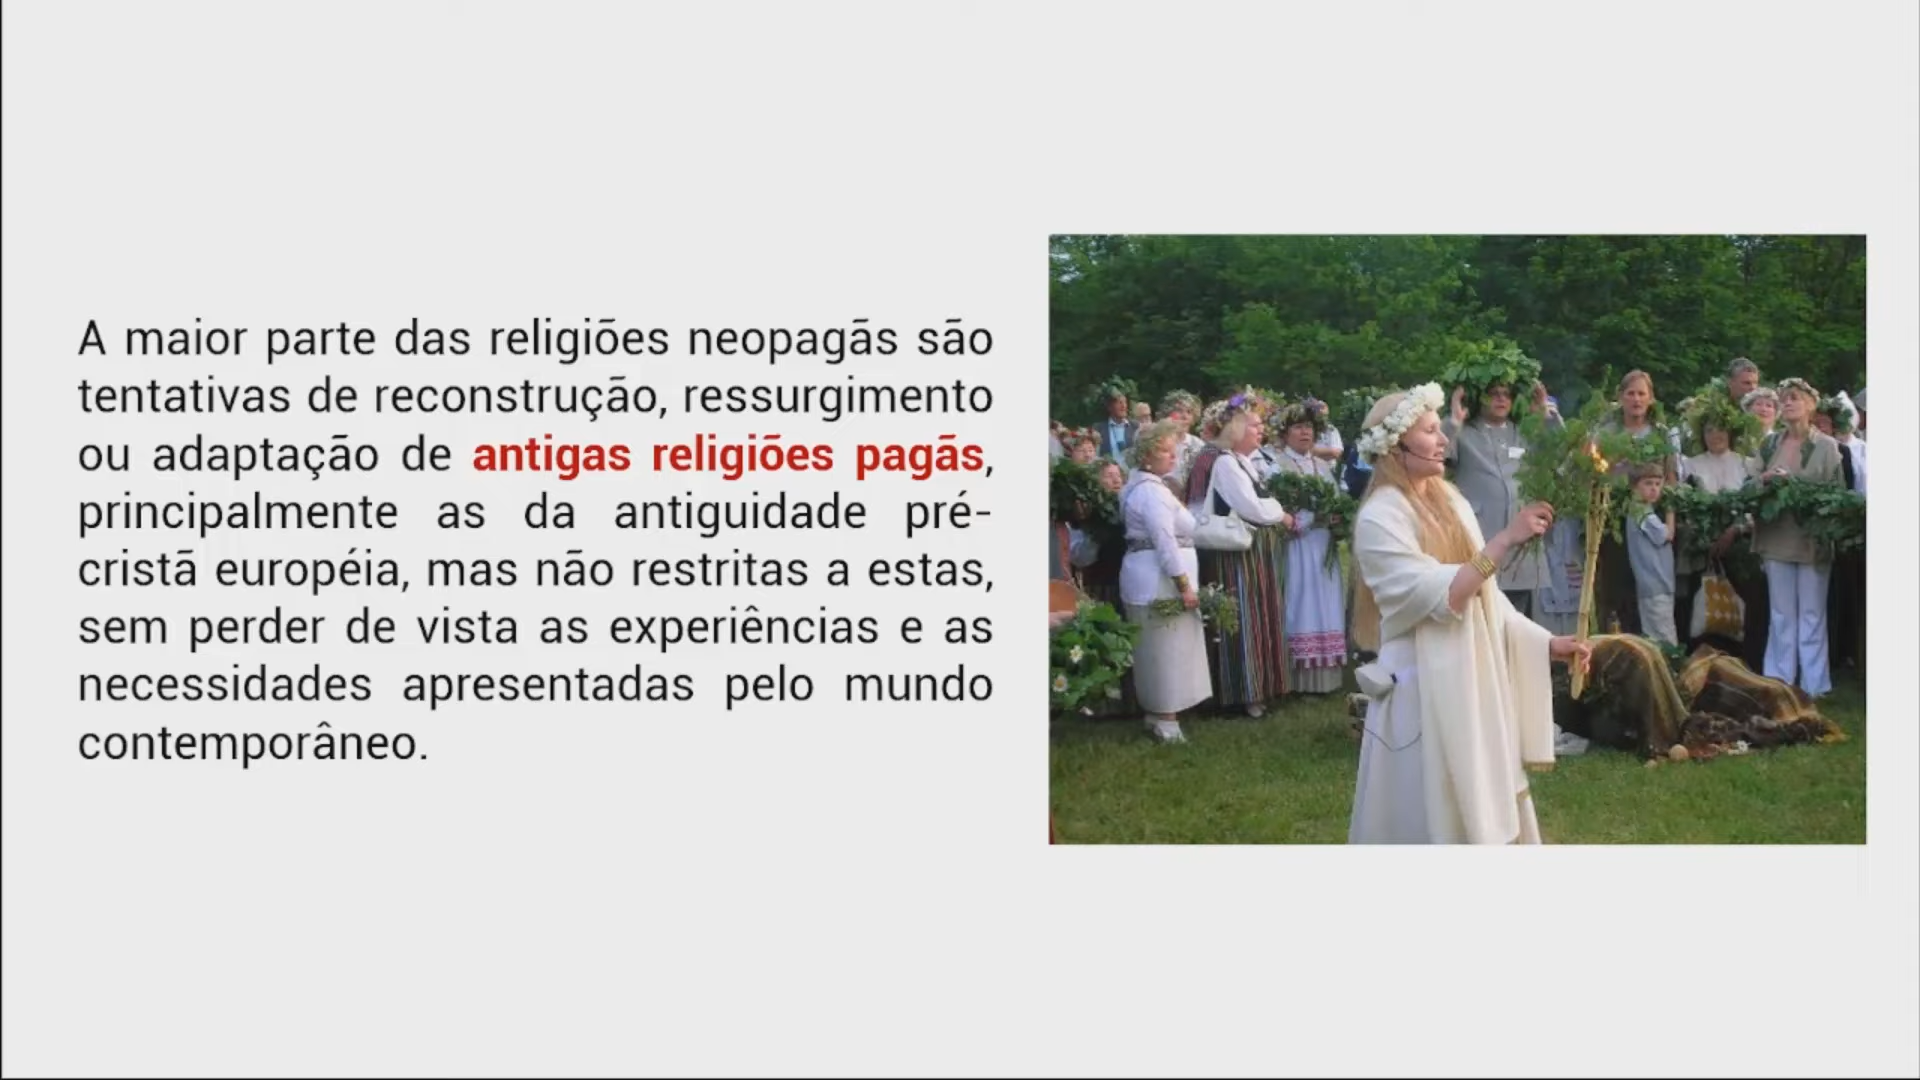 A maior parte das religiões neopagãs são
tentativas de reconstrução, ressurgimento
ou adaptação de antigas religiões pagãs,
principalmente as da antiguidade pré-
cristã européia, mas não restritas a estas,
sem perder de vista as experiências e as
necessidades apresentadas pelo mundo
contemporâneo.